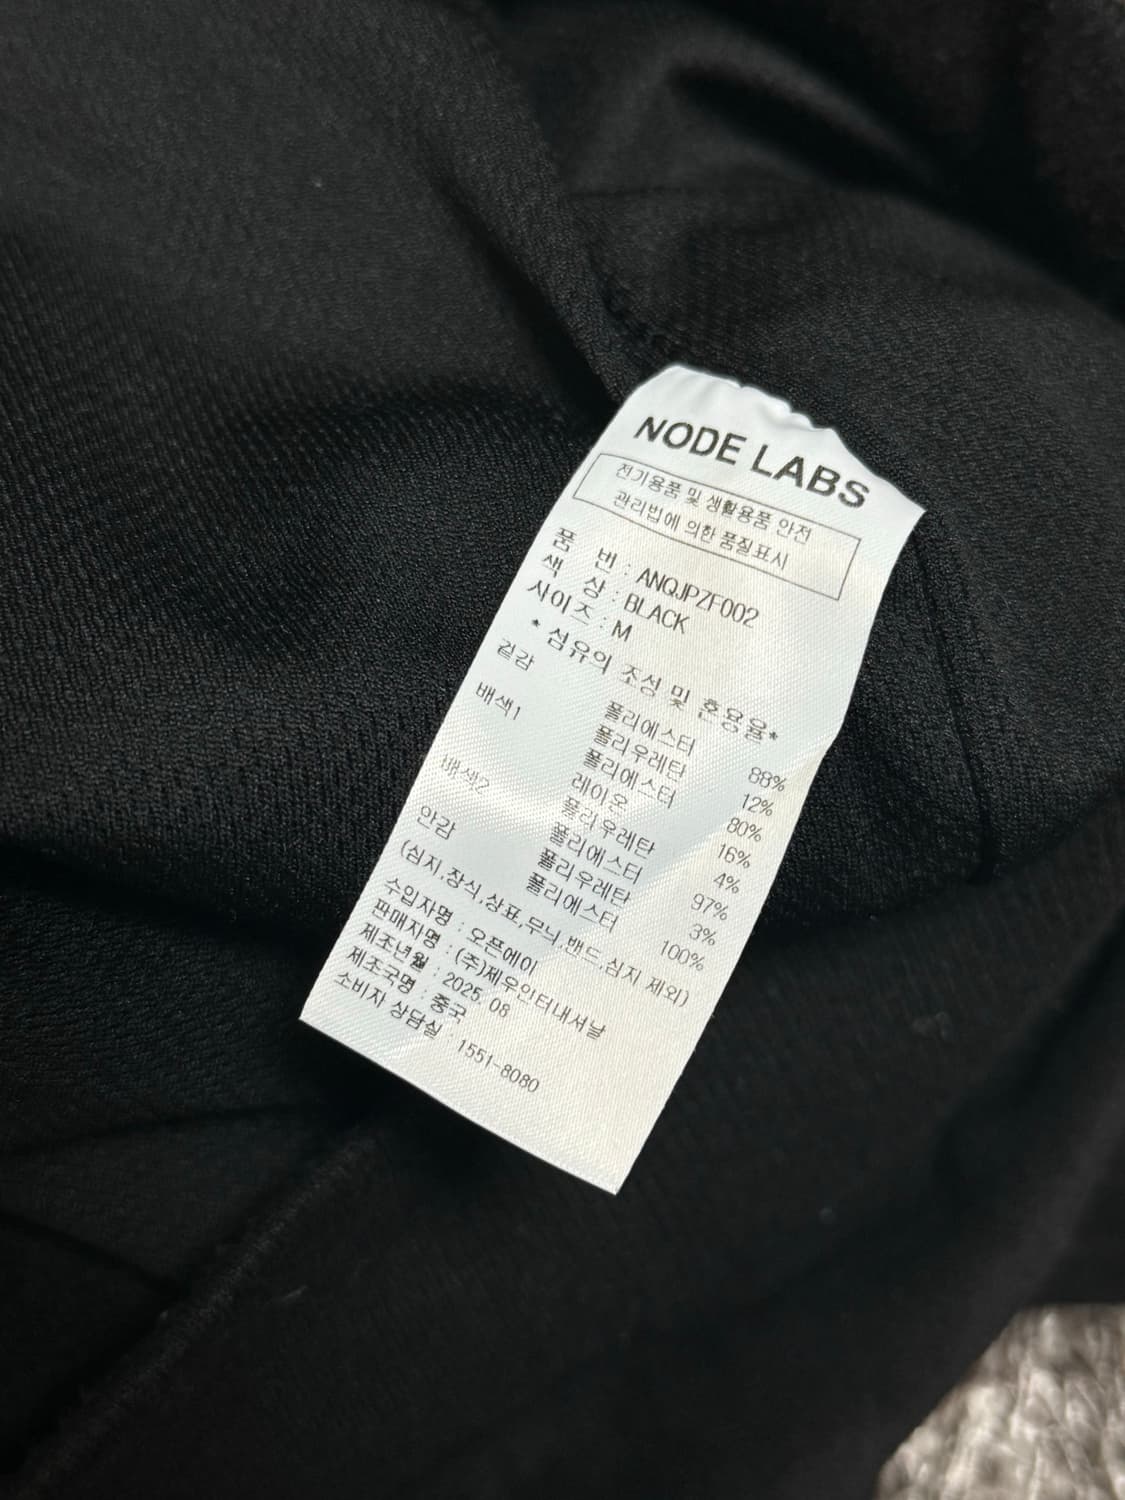 NODE LABS
전기용품 및 생활용품 안전
관리법에 의한 품질표시
품 번 : ANQJPZF002
색 상 : BLACK
사이즈 : M
*섬유의 조성 및 혼용율*
겉감 폴리에스터 88%
폴리우레탄 12%
배색1 폴리에스터 80%
레이온 16%
폴리우레탄 4%
배색2 폴리에스터 97%
폴리우레탄 3%
안감 폴리에스터 100%
(심지,장식,상표,무늬,밴드,심지 제외)
수입자명 : 오픈에이
판매자명 : (주)제우인터내셔날
제조년월 : 2025. 08
제조국명 : 중국
소비자 상담실 : 1551-8080